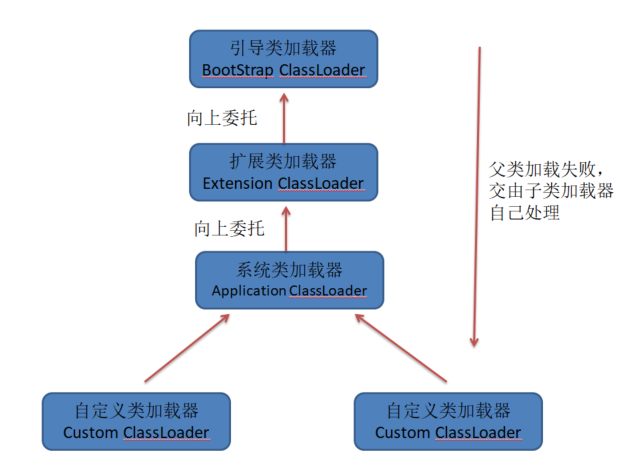 引导类加载器
BootStrap ClassLoader
向上委托
扩展类加载器
Extension ClassLoader
父类加载失败，
交由子类加载器
自己处理
向上委托
系统类加载器
Application ClassLoader
自定义类加载器
Custom ClassLoader
自定义类加载器
Custom ClassLoader